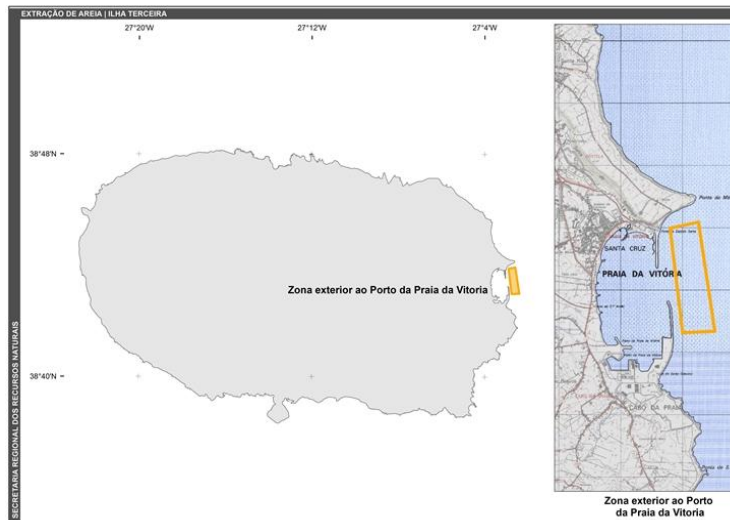 EXTRAÇÃO DE AREIA | ILHA TERCEIRA
27°20'W
27°12'W
27°4'W
38°48'N
Zona exterior ao Porto da Praia da Vitoria
38°40'N
SECRETARIA REGIONAL DOS RECURSOS NATURAIS
SANTA CRUZ
PRAIA DA VITÓRIA
CABO DA PRAIA
Zona exterior ao Porto
da Praia da Vitoria